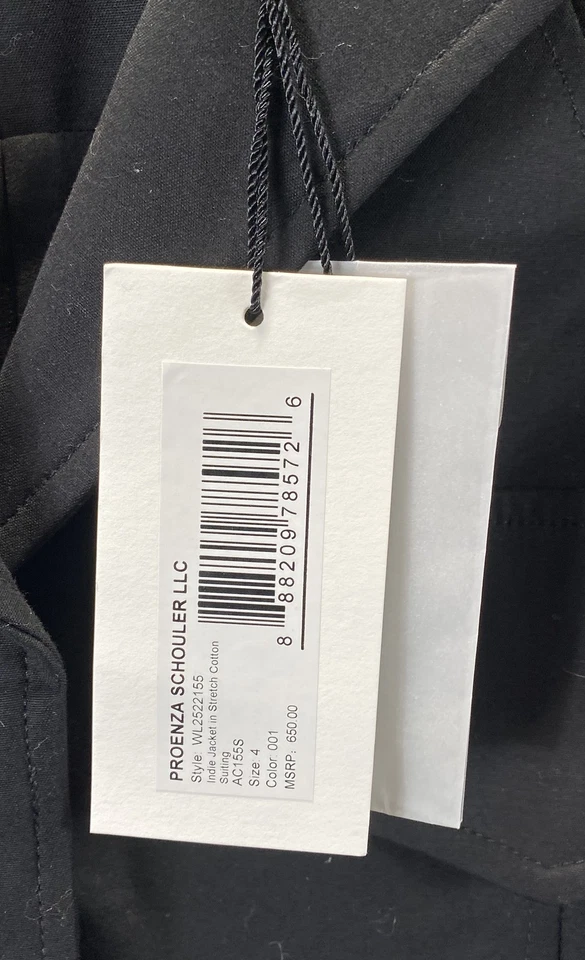 PROENZA SCHOULER LLC
Style: WL2522155
Indie Jacket in Stretch Cotton
Suiting
AC155S
Size: 4
Color: 001
MSRP: 650.00
8 88209 78572 6